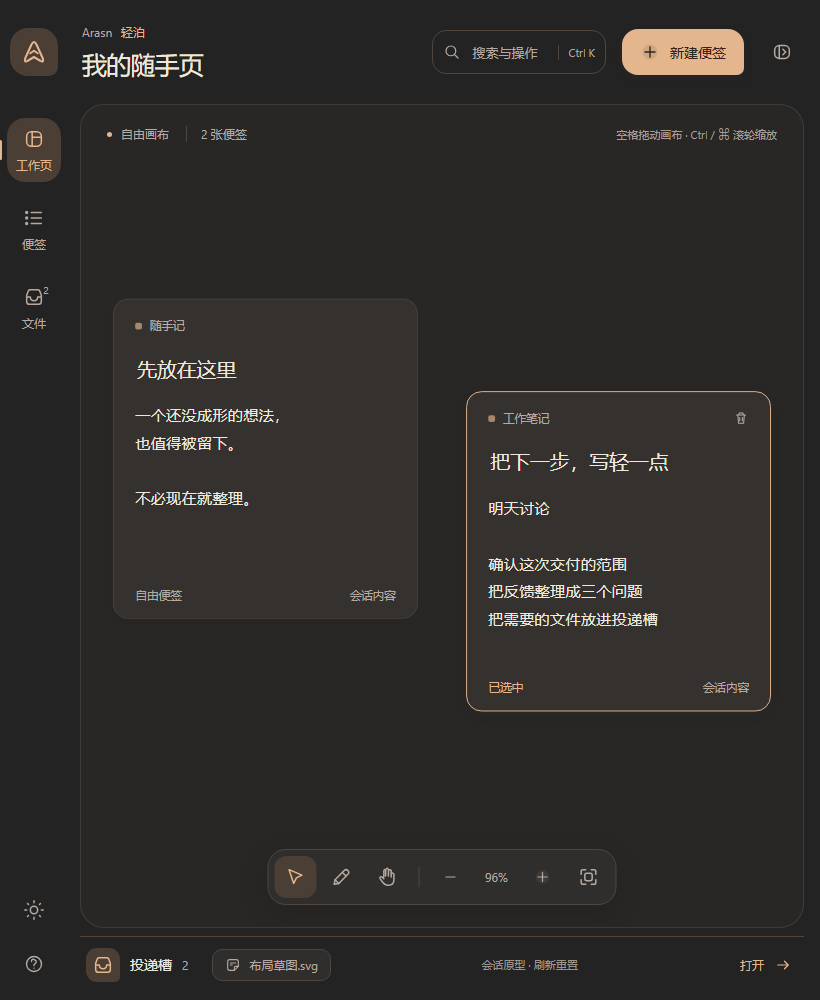 Arasn 轻泊
我的随手页
搜索与操作 Ctrl K
新建便签
工作页
便签
文件 2
自由画布 2 张便签
空格拖动画布 · Ctrl / ⌘ 滚轮缩放
随手记
先放在这里
一个还没成形的想法，
也值得被留下。
不必现在就整理。
自由便签 会话内容
工作笔记
把下一步，写轻一点
明天讨论
确认这次交付的范围
把反馈整理成三个问题
把需要的文件放进投递槽
已选中 会话内容
96%
投递槽 2
布局草图.svg
会话原型 · 刷新重置
打开